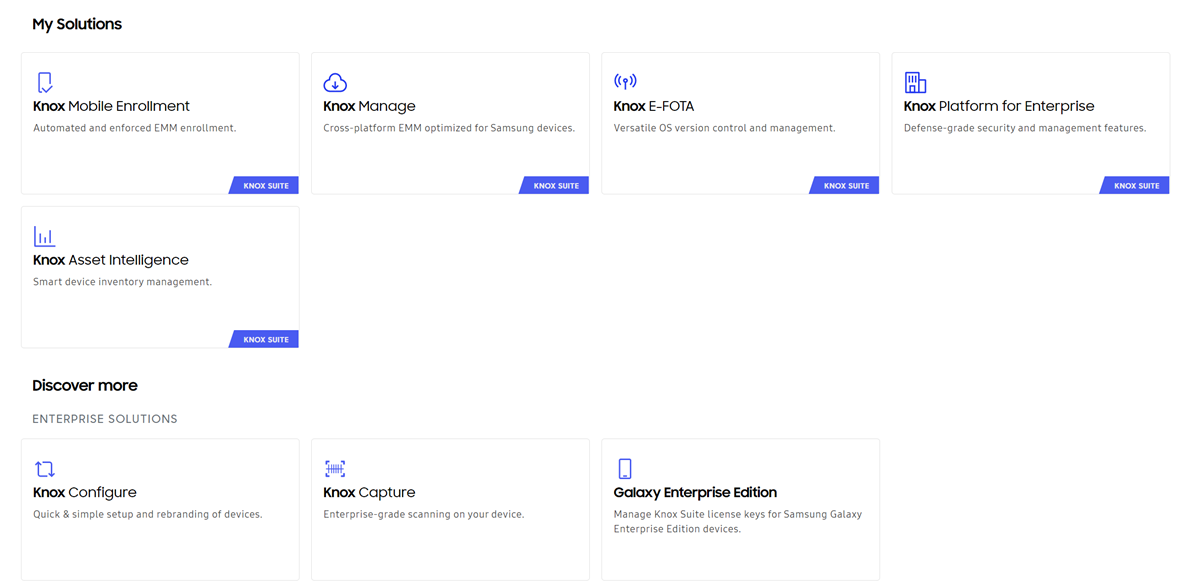 My Solutions
Knox Mobile Enrollment
Automated and enforced EMM enrollment.
KNOX SUITE
Knox Manage
Cross-platform EMM optimized for Samsung devices.
KNOX SUITE
Knox E-FOTA
Versatile OS version control and management.
KNOX SUITE
Knox Platform for Enterprise
Defense-grade security and management features.
KNOX SUITE
Knox Asset Intelligence
Smart device inventory management.
KNOX SUITE
Discover more
ENTERPRISE SOLUTIONS
Knox Configure
Quick & simple setup and rebranding of devices.
Knox Capture
Enterprise-grade scanning on your device.
Galaxy Enterprise Edition
Manage Knox Suite license keys for Samsung Galaxy
Enterprise Edition devices.